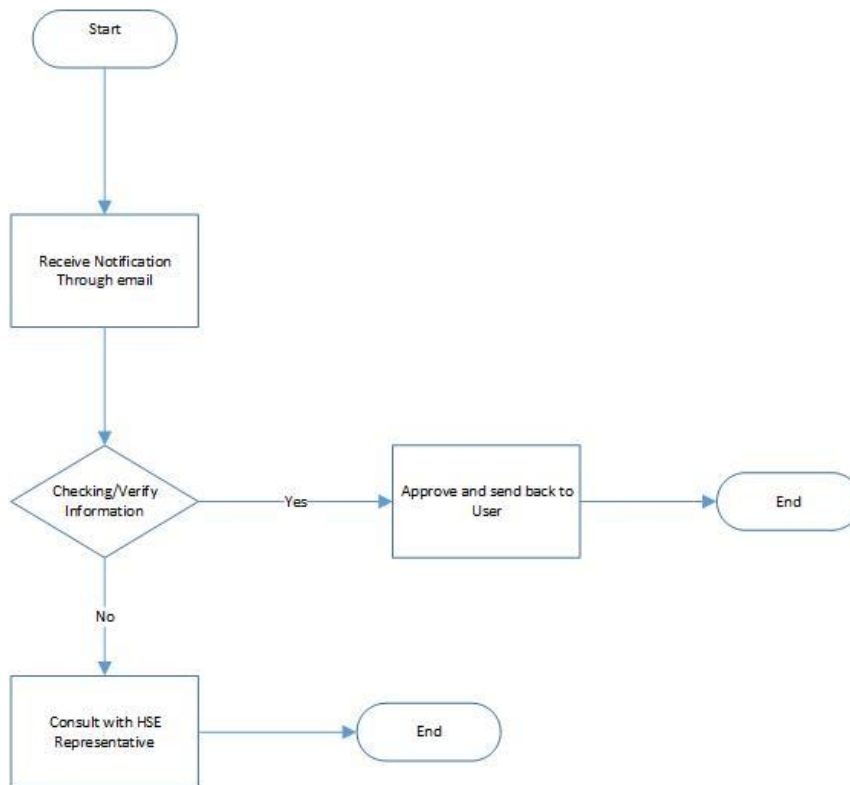 Start
Receive Notification
Through email
Checking/Verify
Information
Yes
Approve and send back to
User
End
No
Consult with HSE
Representative
End